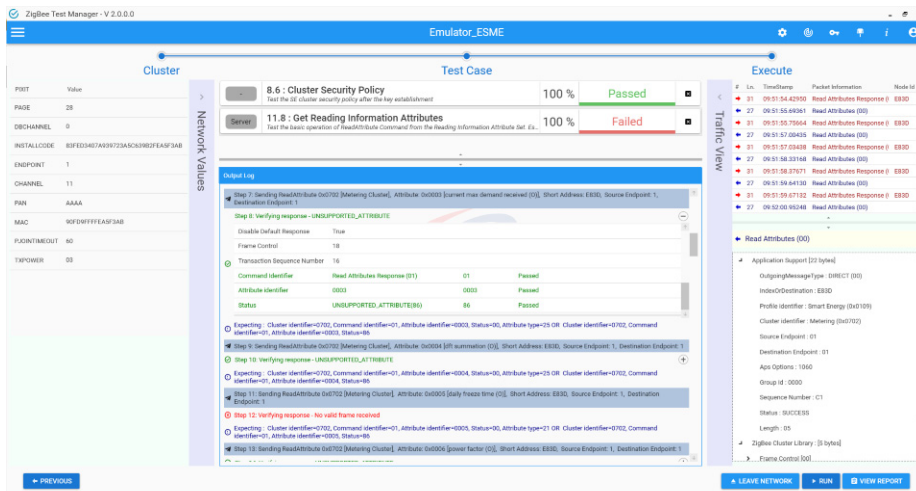 ZigBee Test Manager - V 2.0.0.0
Emulator_ESME
Cluster
Test Case
Execute
PIXIT Value
PAGE 28
DBCHANNEL 0
INSTALLCODE 83FED3407A939723A5C639B2FEA5F3AB
ENDPOINT 1
CHANNEL 11
PAN AAAA
MAC 90FD9FFFFEA5F3AB
PJOINTIMEOUT 60
TXPOWER 03
Network Values
- 8.6 : Cluster Security Policy 100 % Passed
Test the SE cluster security policy after the key establishment
Server 11.8 : Get Reading Information Attributes 100 % Failed
Test the basic operation of ReadAttribute Command from the Reading Information Attribute Set. Es...
Output Log
Step 7: Sending ReadAttribute 0x0702 [Metering Cluster], Attribute: 0x0003 [current max demand received (O)], Short Address: E83D, Source Endpoint: 1,
Destination Endpoint: 1
Step 8: Verifying response - UNSUPPORTED_ATTRIBUTE
Disable Default Response True
Frame Control 18
Transaction Sequence Number 16
Command Identifier Read Attributes Response (01) 01 Passed
Attribute identifier 0003 0003 Passed
Status UNSUPPORTED_ATTRIBUTE(86) 86 Passed
Expecting : Cluster identifier=0702, Command identifier=01, Attribute identifier=0003, Status=00, Attribute type=25 OR Cluster identifier=0702, Command
identifier=01, Attribute identifier=0003, Status=86
Step 9: Sending ReadAttribute 0x0702 [Metering Cluster], Attribute: 0x0004 [dft summation (O)], Short Address: E83D, Source Endpoint: 1, Destination Endpoint: 1
Step 10: Verifying response - UNSUPPORTED_ATTRIBUTE
Expecting : Cluster identifier=0702, Command identifier=01, Attribute identifier=0004, Status=00, Attribute type=25 OR Cluster identifier=0702, Command
identifier=01, Attribute identifier=0004, Status=86
Step 11: Sending ReadAttribute 0x0702 [Metering Cluster], Attribute: 0x0005 [daily freeze time (O)], Short Address: E83D, Source Endpoint: 1, Destination
Endpoint: 1
Step 12: Verifying response - No valid frame received
Expecting : Cluster identifier=0702, Command identifier=01, Attribute identifier=0005, Status=00, Attribute type=21 OR Cluster identifier=0702, Command
identifier=01, Attribute identifier=0005, Status=86
Step 13: Sending ReadAttribute 0x0702 [Metering Cluster], Attribute: 0x0006 [power factor (O)], Short Address: E83D, Source Endpoint: 1, Destination Endpoint: 1
Traffic View
# Ln. TimeStamp Packet Information Node Id
31 09:51:54.42950 Read Attributes Response (( E83D
27 09:51:55.69361 Read Attributes (00)
31 09:51:55.75664 Read Attributes Response (( E83D
27 09:51:57.00435 Read Attributes (00)
31 09:51:57.03438 Read Attributes Response (( E83D
27 09:51:58.33168 Read Attributes (00)
31 09:51:58.37671 Read Attributes Response (( E83D
27 09:51:59.64130 Read Attributes (00)
31 09:51:59.67132 Read Attributes Response (( E83D
27 09:52:00.95248 Read Attributes (00)
Read Attributes (00)
Application Support [22 bytes]
OutgoingMessageType : DIRECT (00)
IndexOrDestination : E83D
Profile identifier : Smart Energy (0x0109)
Cluster identifier : Metering (0x0702)
Source Endpoint : 01
Destination Endpoint : 01
Aps Options : 1060
Group Id : 0000
Sequence Number : C1
Status : SUCCESS
Length : 05
ZigBee Cluster Library : [5 bytes]
Frame Control [00]
PREVIOUS
LEAVE NETWORK
RUN
VIEW REPORT